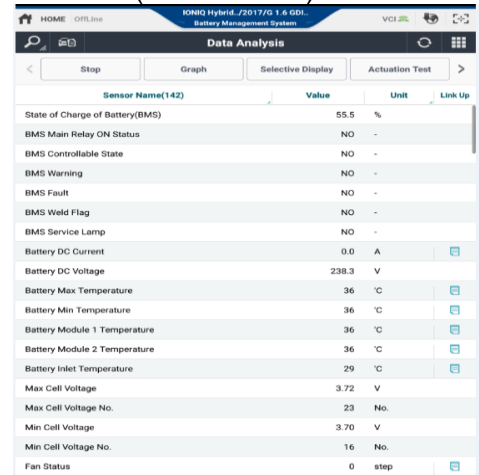 HOME OffLine IONIQ Hybrid../2017/G 1.6 GDI.. VCI
Battery Management System
Data Analysis
< Stop Graph Selective Display Actuation Test >
Sensor Name(142) Value Unit Link Up
State of Charge of Battery(BMS) 55.5 %
BMS Main Relay ON Status NO -
BMS Controllable State NO -
BMS Warning NO -
BMS Fault NO -
BMS Weld Flag NO -
BMS Service Lamp NO -
Battery DC Current 0.0 A
Battery DC Voltage 238.3 V
Battery Max Temperature 36 'C
Battery Min Temperature 36 'C
Battery Module 1 Temperature 36 'C
Battery Module 2 Temperature 36 'C
Battery Inlet Temperature 29 'C
Max Cell Voltage 3.72 V
Max Cell Voltage No. 23 No.
Min Cell Voltage 3.70 V
Min Cell Voltage No. 16 No.
Fan Status 0 step